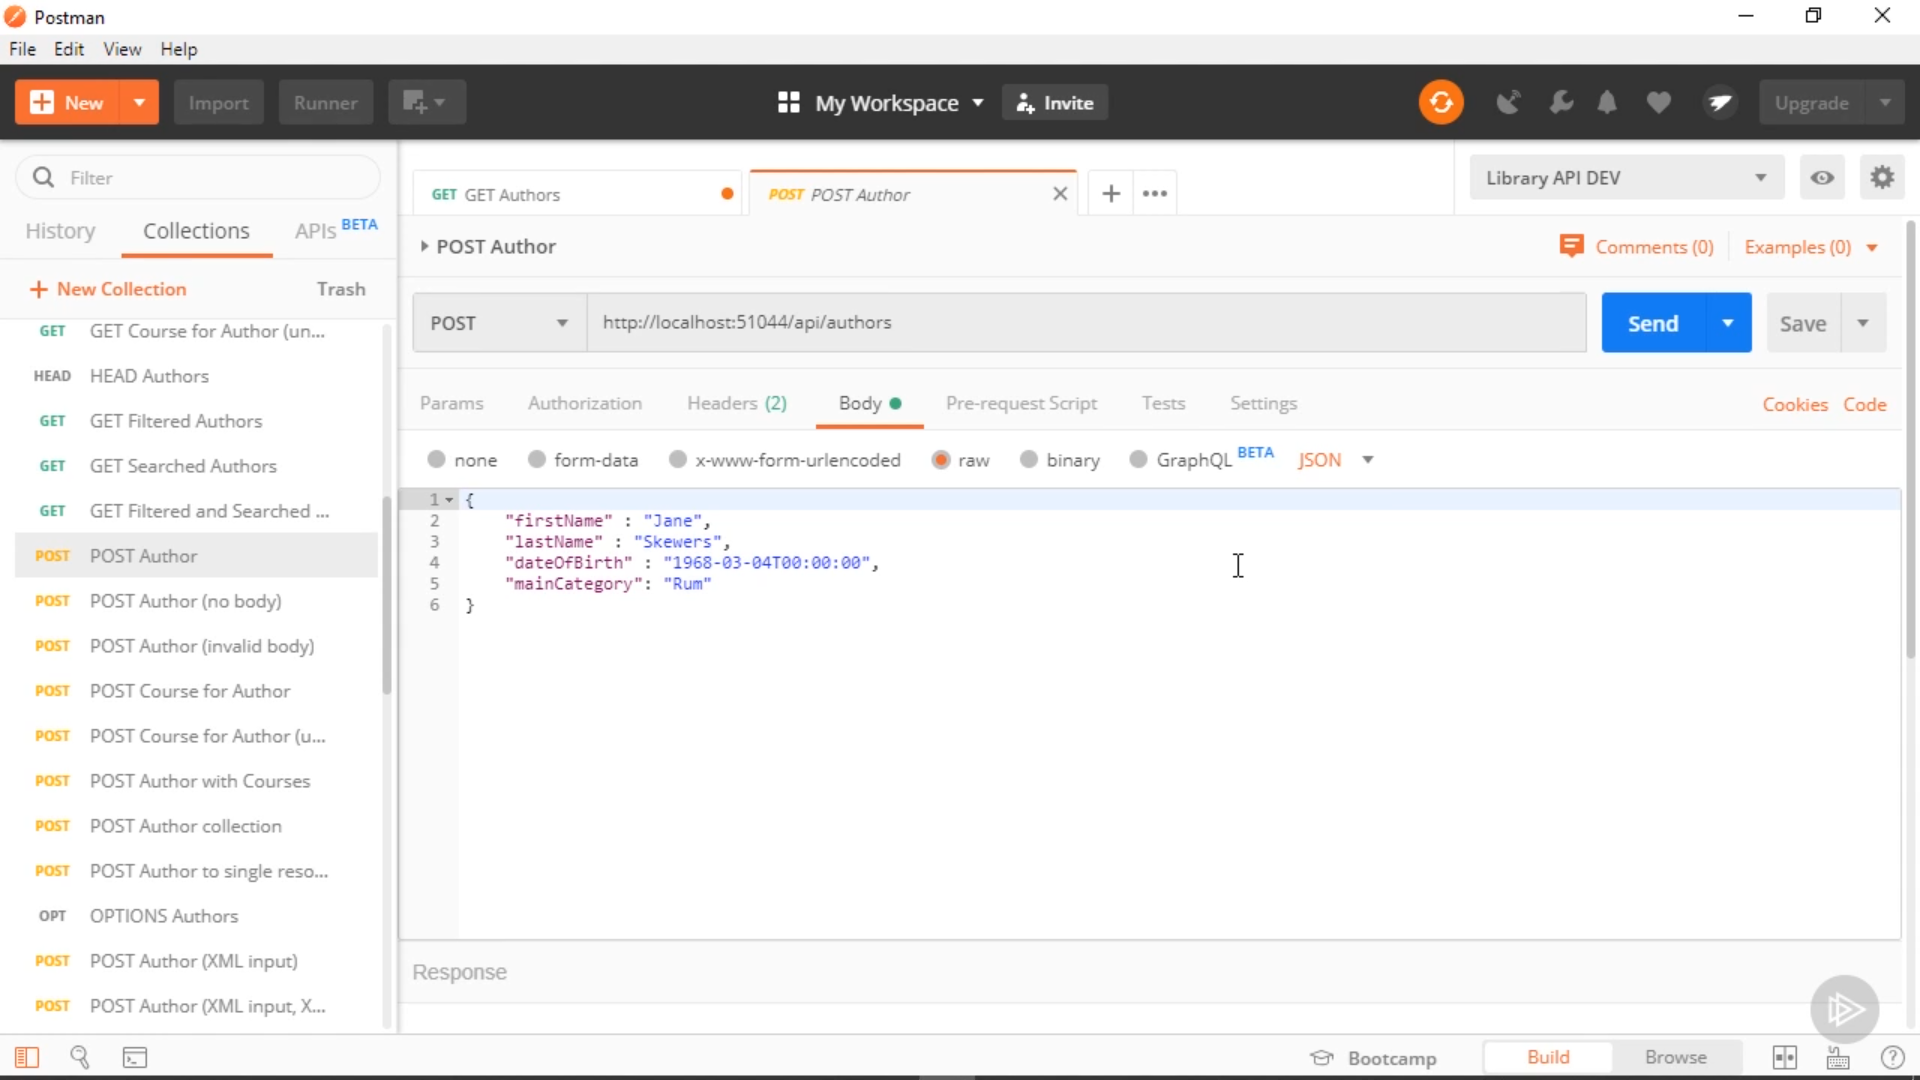 Postman
File Edit View Help
New Import Runner My Workspace Invite Upgrade
Filter
History Collections APIs BETA
+ New Collection Trash
GET GET Course for Author (un...
HEAD HEAD Authors
GET GET Filtered Authors
GET GET Searched Authors
GET GET Filtered and Searched ...
POST POST Author
POST POST Author (no body)
POST POST Author (invalid body)
POST POST Course for Author
POST POST Course for Author (u...
POST POST Author with Courses
POST POST Author collection
POST POST Author to single reso...
OPT OPTIONS Authors
POST POST Author (XML input)
POST POST Author (XML input, X...
GET GET Authors POST POST Author
Library API DEV
POST Author Comments (0) Examples (0)
POST http://localhost:51044/api/authors Send Save
Params Authorization Headers (2) Body Pre-request Script Tests Settings Cookies Code
none form-data x-www-form-urlencoded raw binary GraphQL BETA JSON
1 {
2 "firstName" : "Jane",
3 "lastName" : "Skewers",
4 "dateOfBirth" : "1968-03-04T00:00:00",
5 "mainCategory": "Rum"
6 }
Response
Bootcamp Build Browse